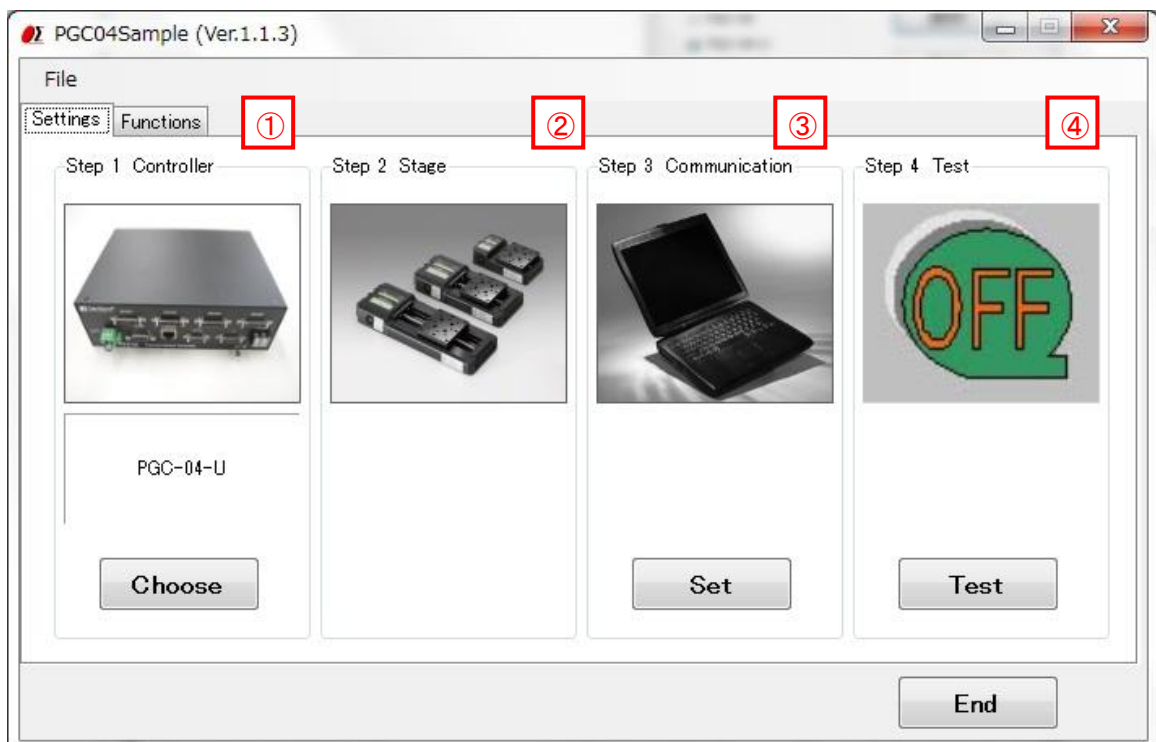 PGC04Sample (Ver.1.1.3)
File
Settings Functions
① ② ③ ④
Step 1 Controller
PGC-04-U
Choose
Step 2 Stage
Step 3 Communication
Set
Step 4 Test
OFF
Test
End